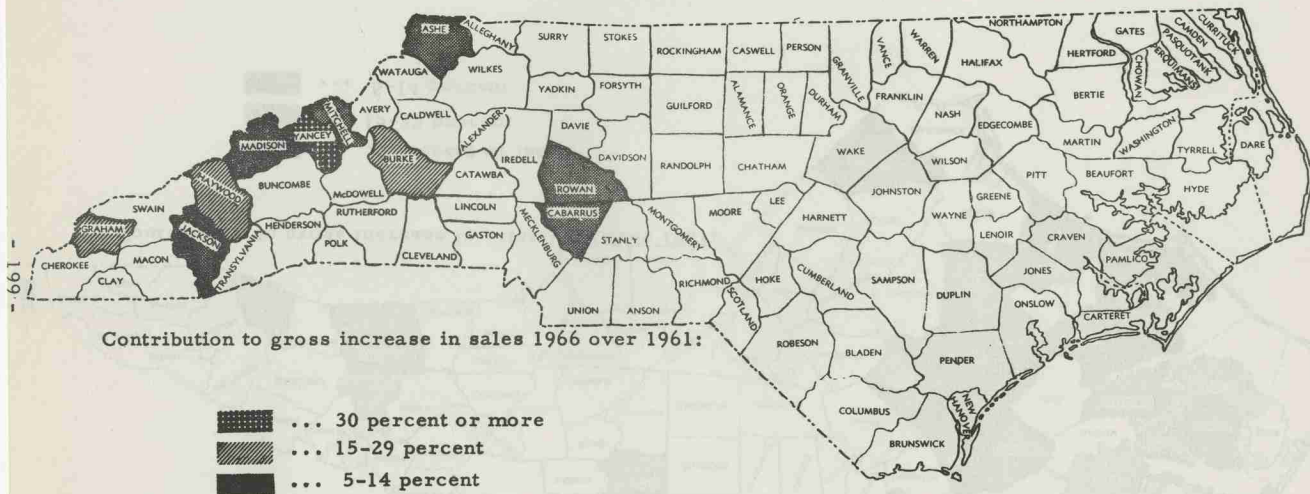 NORTHAMPTON
GATES
CURRITUCK
CAMDEN
PASQUOTANK
PERQUIMANS
CHOWAN
ASHE
ALLEGHANY
SURRY
STOKES
ROCKINGHAM
CASWELL
PERSON
GRANVILLE
VANCE
WARREN
HALIFAX
HERTFORD
WATAUGA
WILKES
YADKIN
FORSYTH
GUILFORD
ALAMANCE
ORANGE
DURHAM
FRANKLIN
NASH
BERTIE
MITCHELL
AVERY
CALDWELL
ALEXANDER
IREDELL
DAVIE
DAVIDSON
RANDOLPH
CHATHAM
WAKE
EDGECOMBE
MARTIN
WASHINGTON
TYRRELL
DARE
MADISON
YANCEY
BURKE
CATAWBA
ROWAN
WILSON
PITT
BEAUFORT
HYDE
HAYWOOD
BUNCOMBE
McDOWELL
LINCOLN
CABARRUS
MONTGOMERY
MOORE
LEE
HARNETT
JOHNSTON
WAYNE
GREENE
LENOIR
CRAVEN
PAMLICO
SWAIN
GRAHAM
JACKSON
HENDERSON
RUTHERFORD
POLK
CLEVELAND
GASTON
MECKLENBURG
STANLY
CHEROKEE
MACON
CLAY
TRANSYLVANIA
UNION
ANSON
RICHMOND
SCOTLAND
HOKE
CUMBERLAND
SAMPSON
DUPLIN
JONES
ONSLOW
CARTERET
ROBESON
BLADEN
PENDER
COLUMBUS
NEW HANOVER
BRUNSWICK
- 199 -
Contribution to gross increase in sales 1966 over 1961:
... 30 percent or more
... 15-29 percent
... 5-14 percent